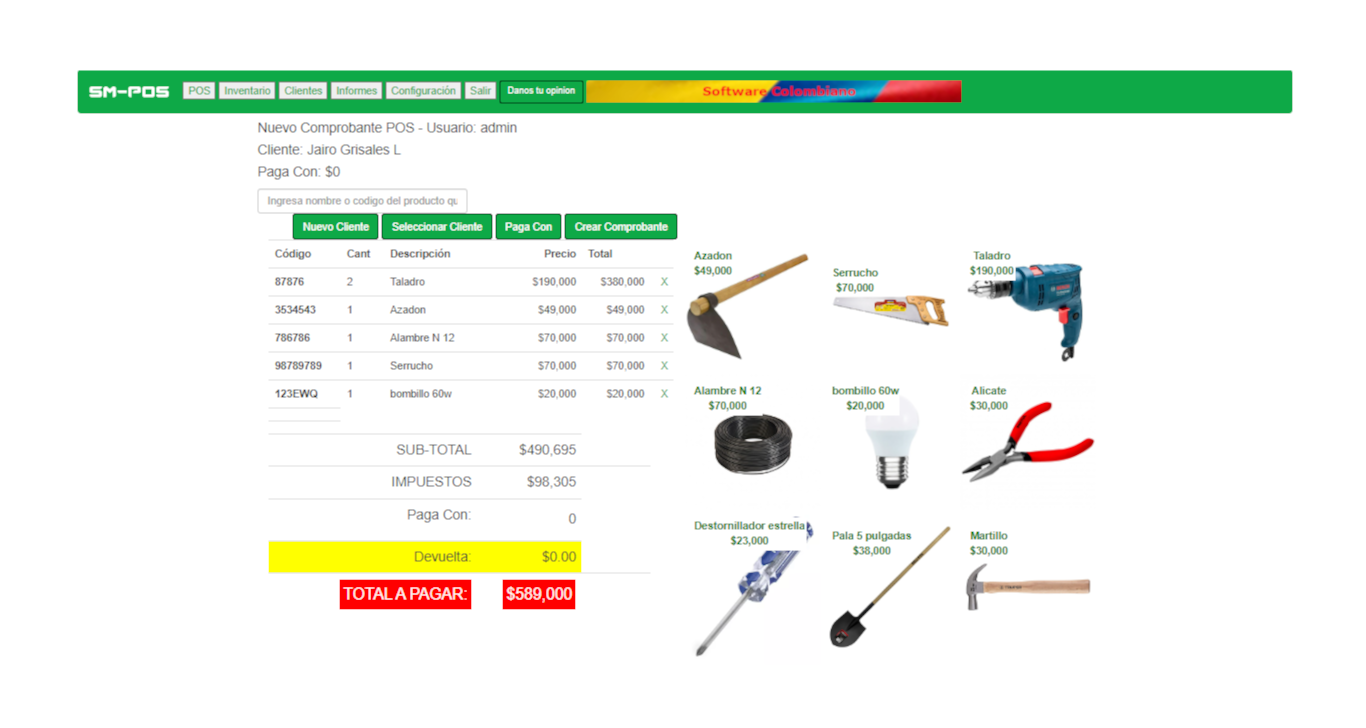 SM-POS POS Inventario Clientes Informes Configuración Salir Danos tu opinion Software Colombiano
Nuevo Comprobante POS - Usuario: admin
Cliente: Jairo Grisales L
Paga Con: $0
Ingresa nombre o codigo del producto qu
Nuevo Cliente Seleccionar Cliente Paga Con Crear Comprobante
Código Cant Descripción Precio Total
87876 2 Taladro $190,000 $380,000 X
3534543 1 Azadon $49,000 $49,000 X
786786 1 Alambre N 12 $70,000 $70,000 X
98789789 1 Serrucho $70,000 $70,000 X
123EWQ 1 bombillo 60w $20,000 $20,000 X
SUB-TOTAL $490,695
IMPUESTOS $98,305
Paga Con: 0
Devuelta: $0.00
TOTAL A PAGAR: $589,000
Azadon
$49,000
Serrucho
$70,000
Taladro
$190,000
Alambre N 12
$70,000
bombillo 60w
$20,000
Alicate
$30,000
Destornillador estrella
$23,000
Pala 5 pulgadas
$38,000
Martillo
$30,000